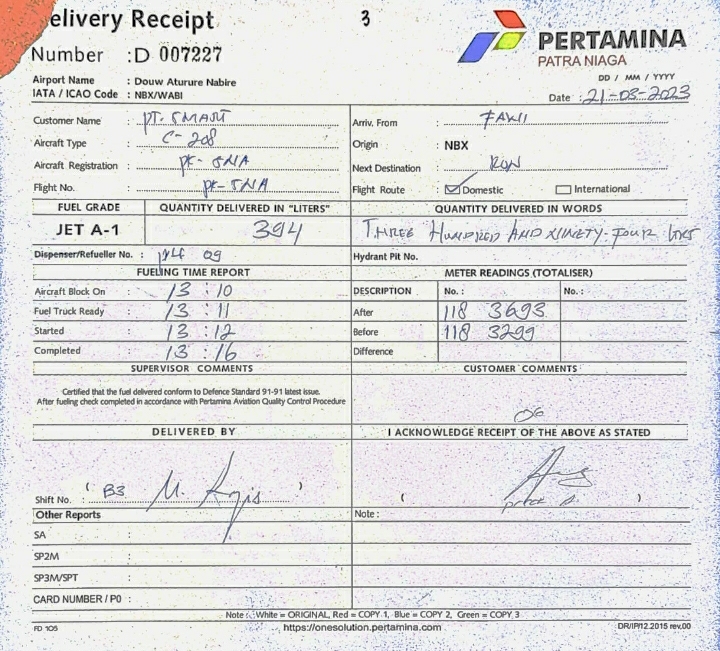 elivery Receipt
3
Number :D 007227
PERTAMINA
PATRA NIAGA
Airport Name : Douw Aturure Nabire
IATA / ICAO Code : NBX/WABI
DD / MM / YYYY
Date : 21-03-2023
Customer Name : PT. SMART
Aircraft Type : C-208
Aircraft Registration : PK-SNA
Flight No. : PK-SNA
Arriv. From :
Origin : NBX
Next Destination : RON
Flight Route : Domestic International
FUEL GRADE QUANTITY DELIVERED IN "LITERS" QUANTITY DELIVERED IN WORDS
JET A-1 394 THREE HUNDRED AND NINETY-FOUR LTRS
Dispenser/Refueller No. : 09 Hydrant Pit No.
FUELING TIME REPORT
Aircraft Block On : 13 : 10
Fuel Truck Ready : 13 : 11
Started : 13 : 12
Completed : 13 : 16
METER READINGS (TOTALISER)
DESCRIPTION No. : No. :
After 118 3693
Before 118 3299
Difference
SUPERVISOR COMMENTS
Certified that the fuel delivered conform to Defence Standard 91-91 latest issue.
After fueling check completed in accordance with Pertamina Aviation Quality Control Procedure
CUSTOMER COMMENTS
DELIVERED BY
Shift No. : ( B3 )
I ACKNOWLEDGE RECEIPT OF THE ABOVE AS STATED
( )
Other Reports
SA :
SP2M :
SP3M/SPT :
CARD NUMBER / P0 :
Note :
Note : White = ORIGINAL, Red = COPY 1, Blue = COPY 2, Green = COPY 3
https://onesolution.pertamina.com
FD 105
DR/IP/12.2015 rev.00